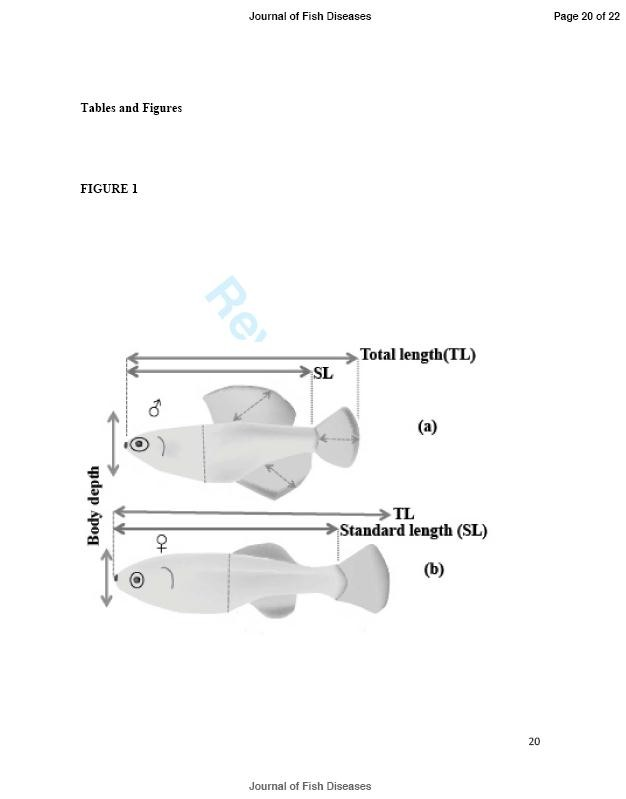 Journal of Fish Diseases
Page 20 of 22
Tables and Figures
FIGURE 1
Total length(TL)
SL
♂
(a)
Body depth
TL
Standard length (SL)
♀
(b)
20
Journal of Fish Diseases